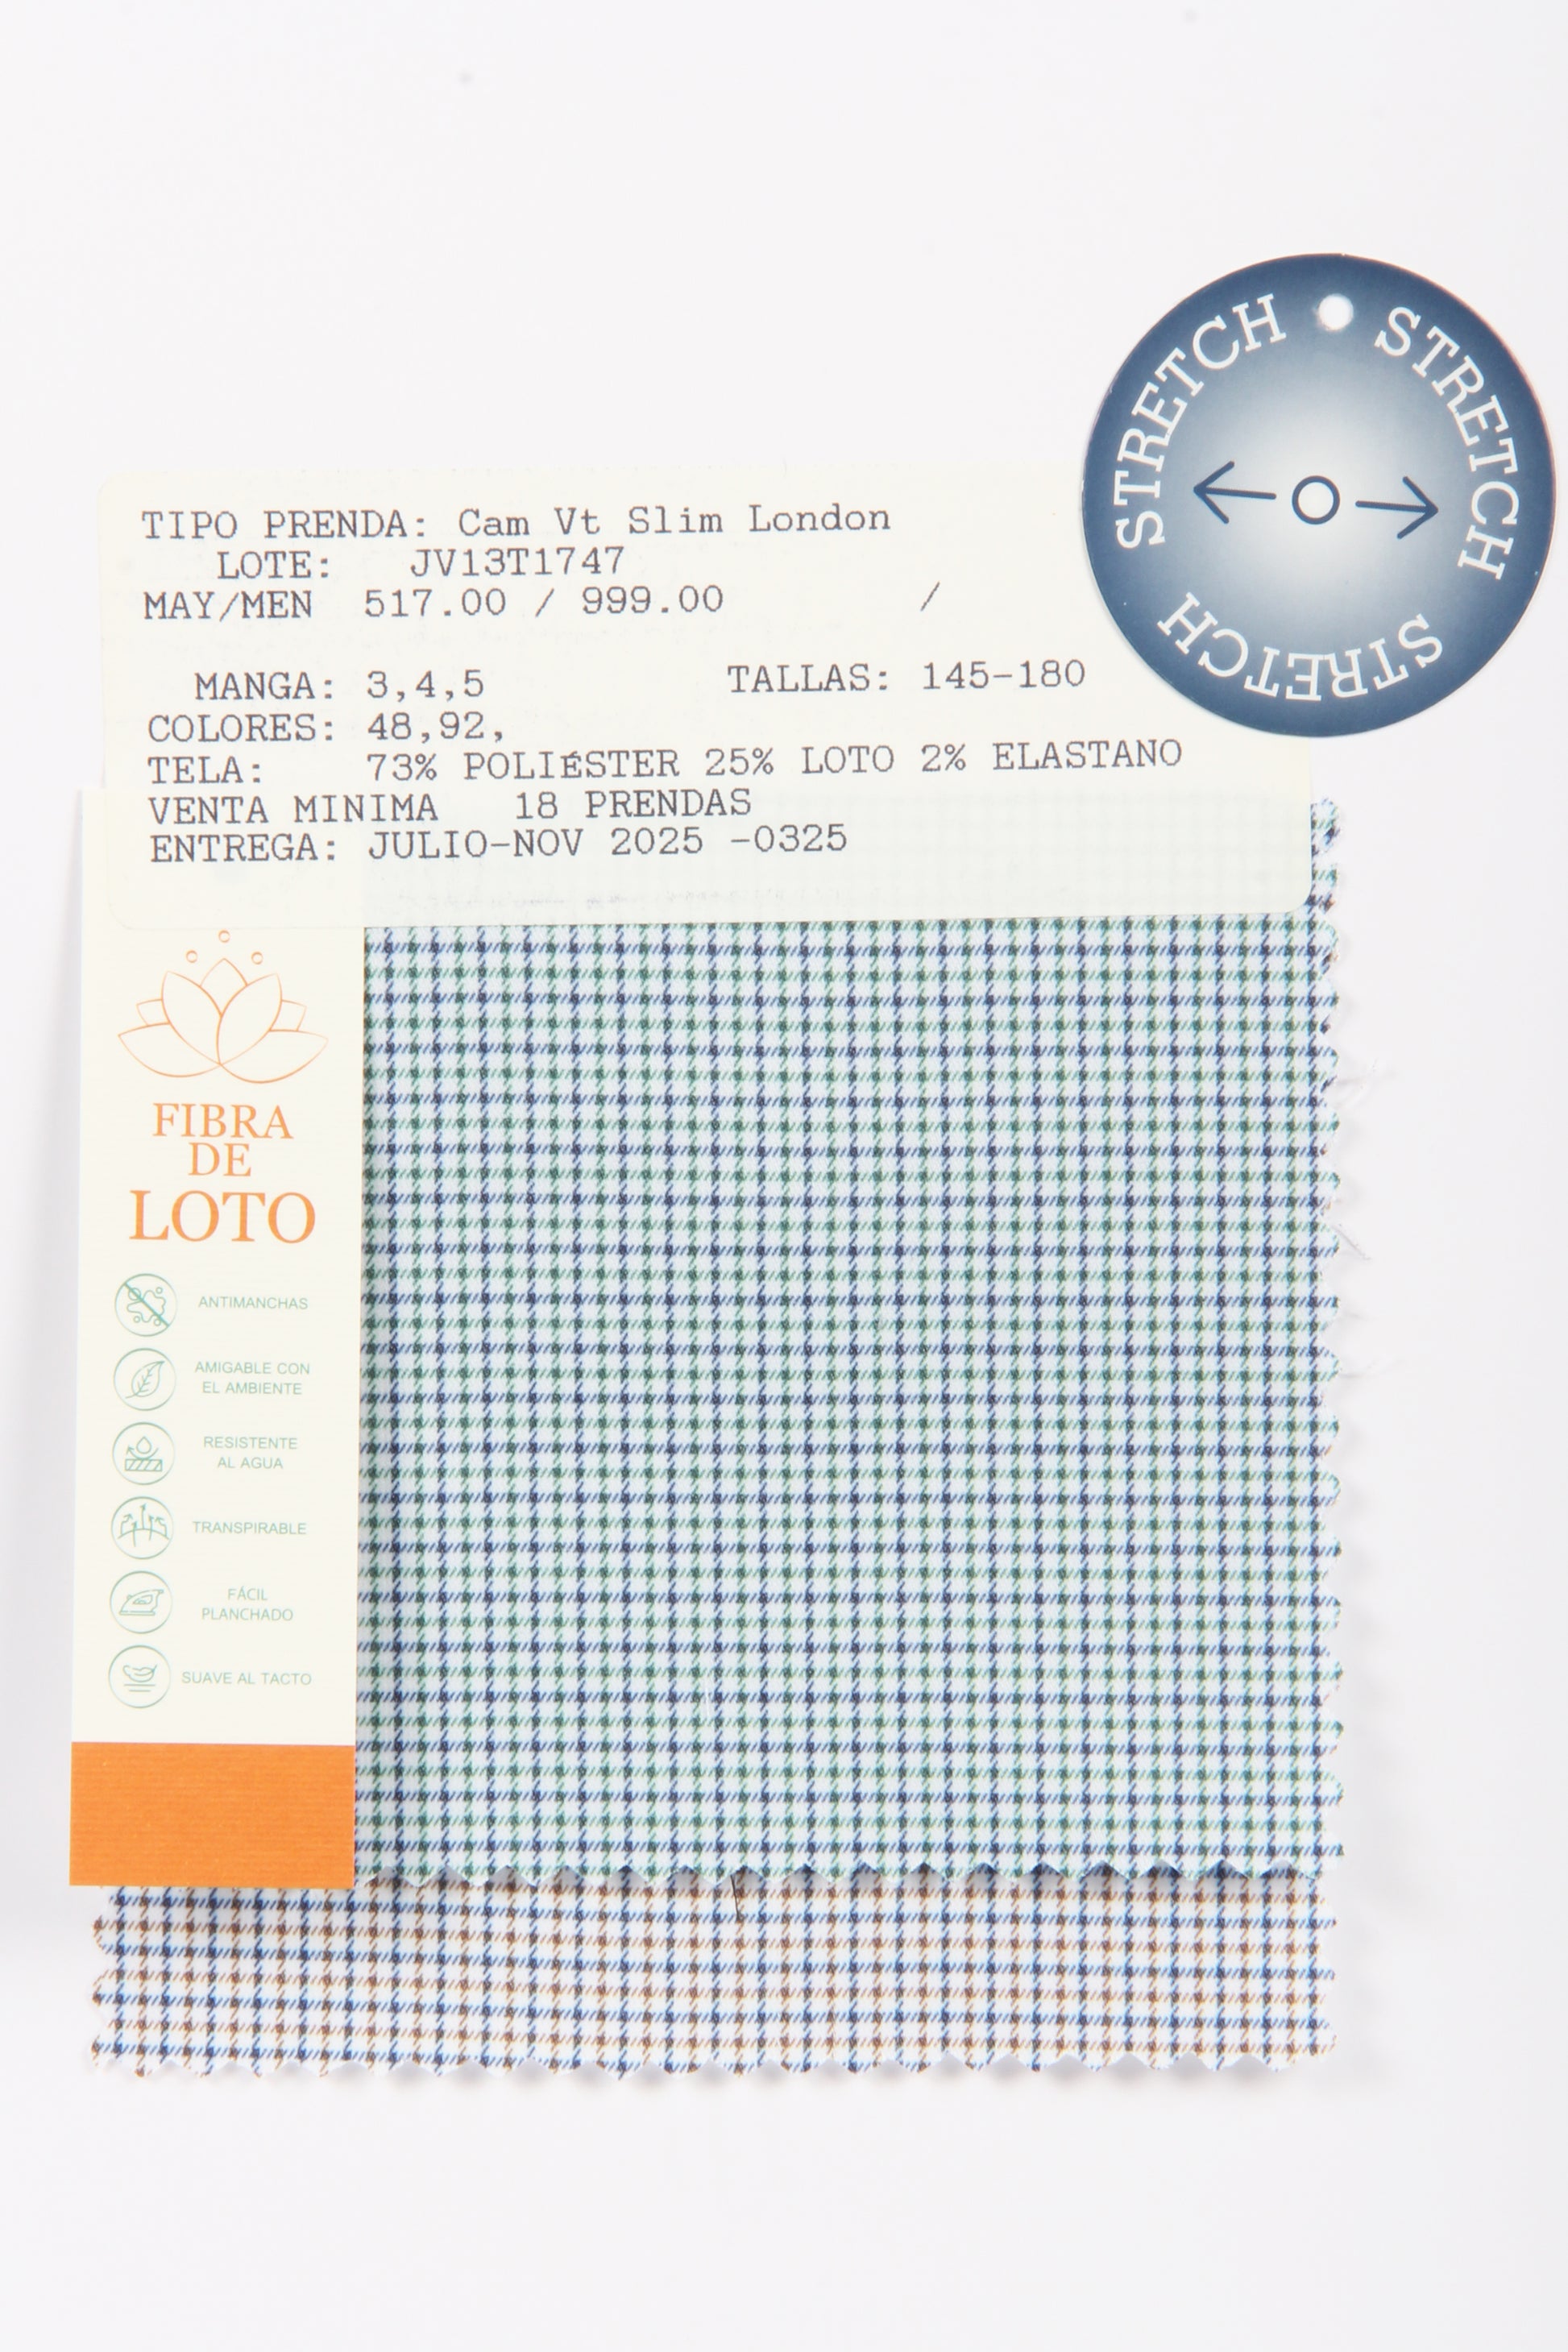 STRETCH STRETCH STRETCH
TIPO PRENDA: Cam Vt Slim London
LOTE: JV13T1747
MAY/MEN 517.00 / 999.00 /
MANGA: 3,4,5 TALLAS: 145-180
COLORES: 48,92,
TELA: 73% POLIÉSTER 25% LOTO 2% ELASTANO
VENTA MINIMA 18 PRENDAS
ENTREGA: JULIO-NOV 2025 -0325
FIBRA
DE
LOTO
ANTIMANCHAS
AMIGABLE CON
EL AMBIENTE
RESISTENTE
AL AGUA
TRANSPIRABLE
FÁCIL
PLANCHADO
SUAVE AL TACTO